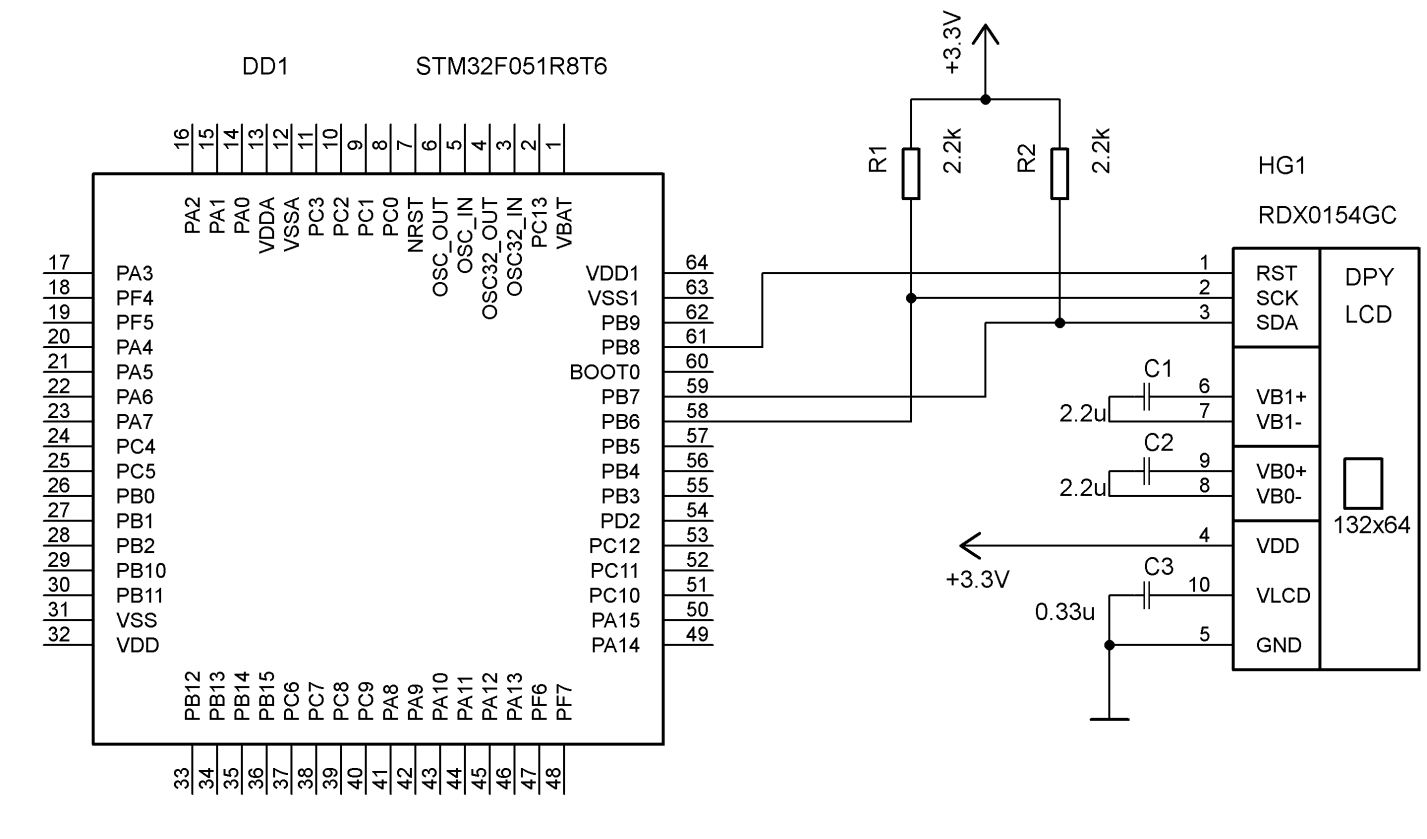 DD1 STM32F051R8T6
16 15 14 13 12 11 10 9 8 7 6 5 4 3 2 1
PA2 PA1 PA0 VDDA VSSA PC3 PC2 PC1 PC0 NRST OSC_OUT OSC_IN OSC32_OUT OSC32_IN PC13 VBAT
17 PA3
18 PF4
19 PF5
20 PA4
21 PA5
22 PA6
23 PA7
24 PC4
25 PC5
26 PB0
27 PB1
28 PB2
29 PB10
30 PB11
31 VSS
32 VDD
VDD1 64
VSS1 63
PB9 62
PB8 61
BOOT0 60
PB7 59
PB6 58
PB5 57
PB4 56
PB3 55
PD2 54
PC12 53
PC11 52
PC10 51
PA15 50
PA14 49
PB12 PB13 PB14 PB15 PC6 PC7 PC8 PC9 PA8 PA9 PA10 PA11 PA12 PA13 PF6 PF7
33 34 35 36 37 38 39 40 41 42 43 44 45 46 47 48
+3.3V
R1 2.2k R2 2.2k
HG1
RDX0154GC
1 RST
2 SCK
3 SDA
DPY
LCD
C1
2.2u
6 VB1+
7 VB1-
C2
2.2u
9 VB0+
8 VB0-
132x64
4 VDD
+3.3V
C3
0.33u
10 VLCD
5 GND